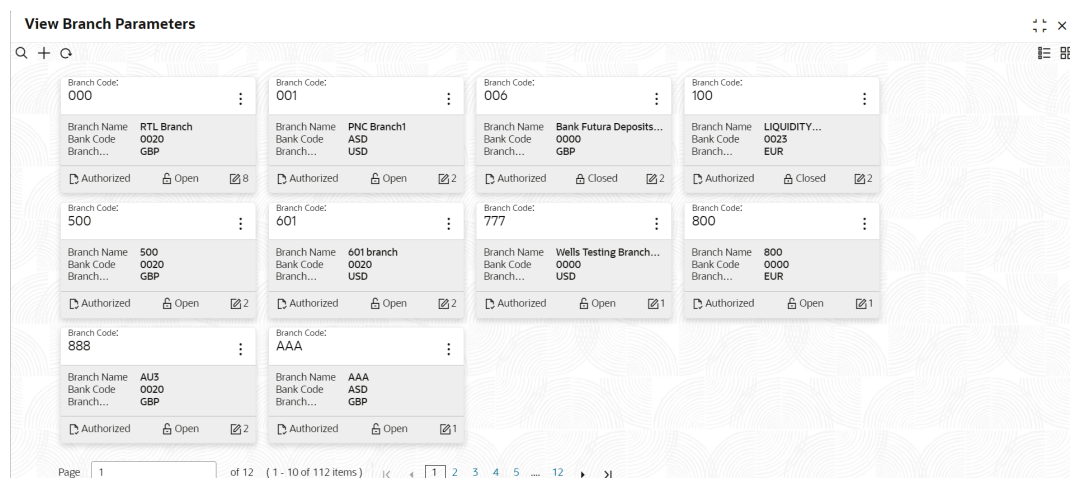 View Branch Parameters
Branch Code:
000
Branch Name RTL Branch
Bank Code 0020
Branch... GBP
Authorized Open 8
Branch Code:
001
Branch Name PNC Branch1
Bank Code ASD
Branch... USD
Authorized Open 2
Branch Code:
006
Branch Name Bank Futura Deposits...
Bank Code 0000
Branch... GBP
Authorized Closed 2
Branch Code:
100
Branch Name LIQUIDITY...
Bank Code 0023
Branch... EUR
Authorized Closed 2
Branch Code:
500
Branch Name 500
Bank Code 0020
Branch... GBP
Authorized Open 2
Branch Code:
601
Branch Name 601 branch
Bank Code 0020
Branch... USD
Authorized Open 2
Branch Code:
777
Branch Name Wells Testing Branch...
Bank Code 0000
Branch... USD
Authorized Open 1
Branch Code:
800
Branch Name 800
Bank Code 0000
Branch... EUR
Authorized Open 1
Branch Code:
888
Branch Name AU3
Bank Code 0020
Branch... GBP
Authorized Open 2
Branch Code:
AAA
Branch Name AAA
Bank Code ASD
Branch... GBP
Authorized Open 1
Page 1 of 12 ( 1 - 10 of 112 items ) 1 2 3 4 5 .... 12